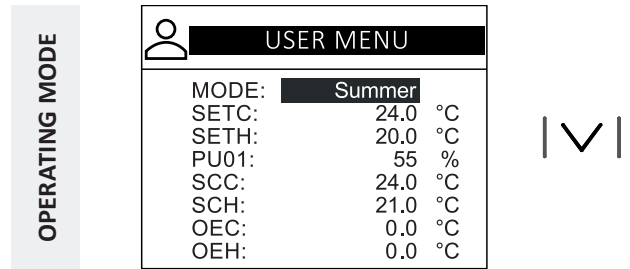 OPERATING MODE
USER MENU
MODE: Summer
SETC: 24.0 °C
SETH: 20.0 °C
PU01: 55 %
SCC: 24.0 °C
SCH: 21.0 °C
OEC: 0.0 °C
OEH: 0.0 °C